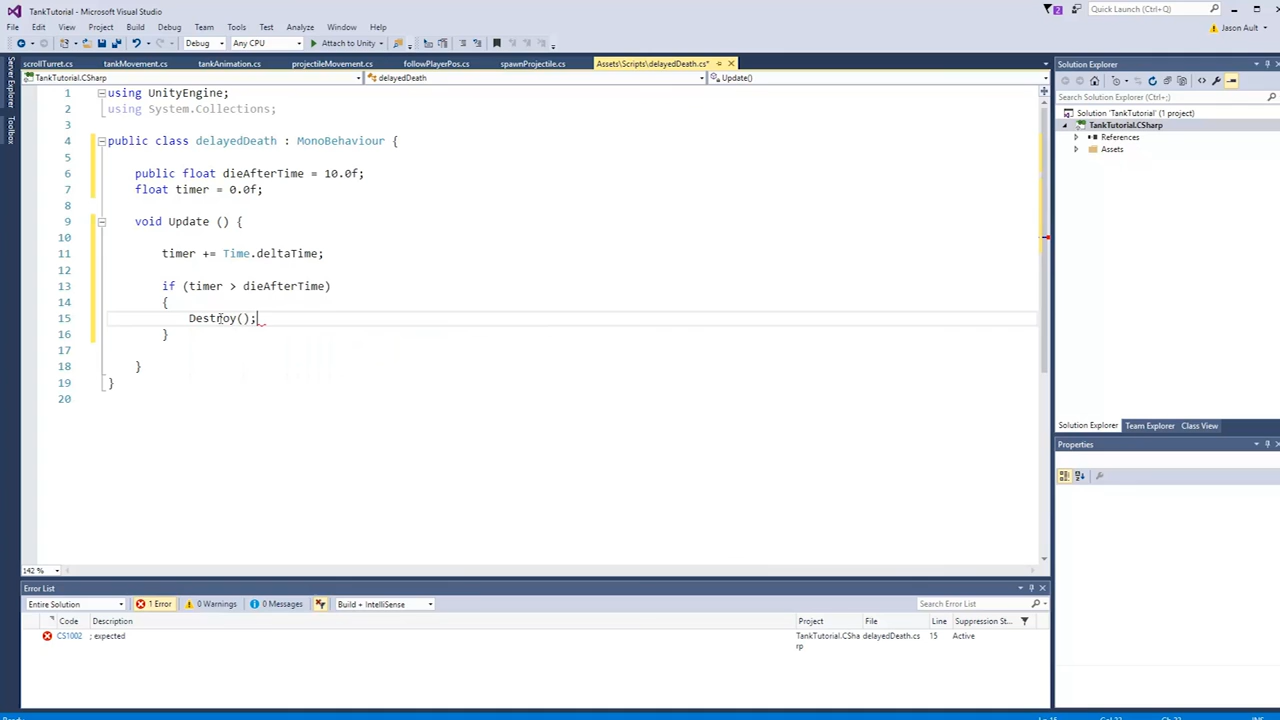 TankTutorial - Microsoft Visual Studio
2
Quick Launch (Ctrl+;)
File Edit View Project Build Debug Team Tools Test Analyze Window Help
Jason Ault
Debug Any CPU Attach to Unity
Server Explorer
Toolbox
scrollTurret.cs tankMovement.cs tankAnimation.cs projectileMovement.cs followPlayerPos.cs spawnProjectile.cs Assets\Scripts\delayedDeath.cs*
TankTutorial.CSharp delayedDeath Update()
1 using UnityEngine;
2 using System.Collections;
3
4 public class delayedDeath : MonoBehaviour {
5
6 public float dieAfterTime = 10.0f;
7 float timer = 0.0f;
8
9 void Update () {
10
11 timer += Time.deltaTime;
12
13 if (timer > dieAfterTime)
14 {
15 Destroy();
16 }
17
18 }
19 }
20
142 %
Solution Explorer
Search Solution Explorer (Ctrl+;)
Solution 'TankTutorial' (1 project)
TankTutorial.CSharp
References
Assets
Solution Explorer Team Explorer Class View
Properties
Error List
Entire Solution 1 Error 0 Warnings 0 Messages Build + IntelliSense Search Error List
Code Description Project File Line Suppression St...
CS1002 ; expected TankTutorial.CSha delayedDeath.cs 15 Active
rp